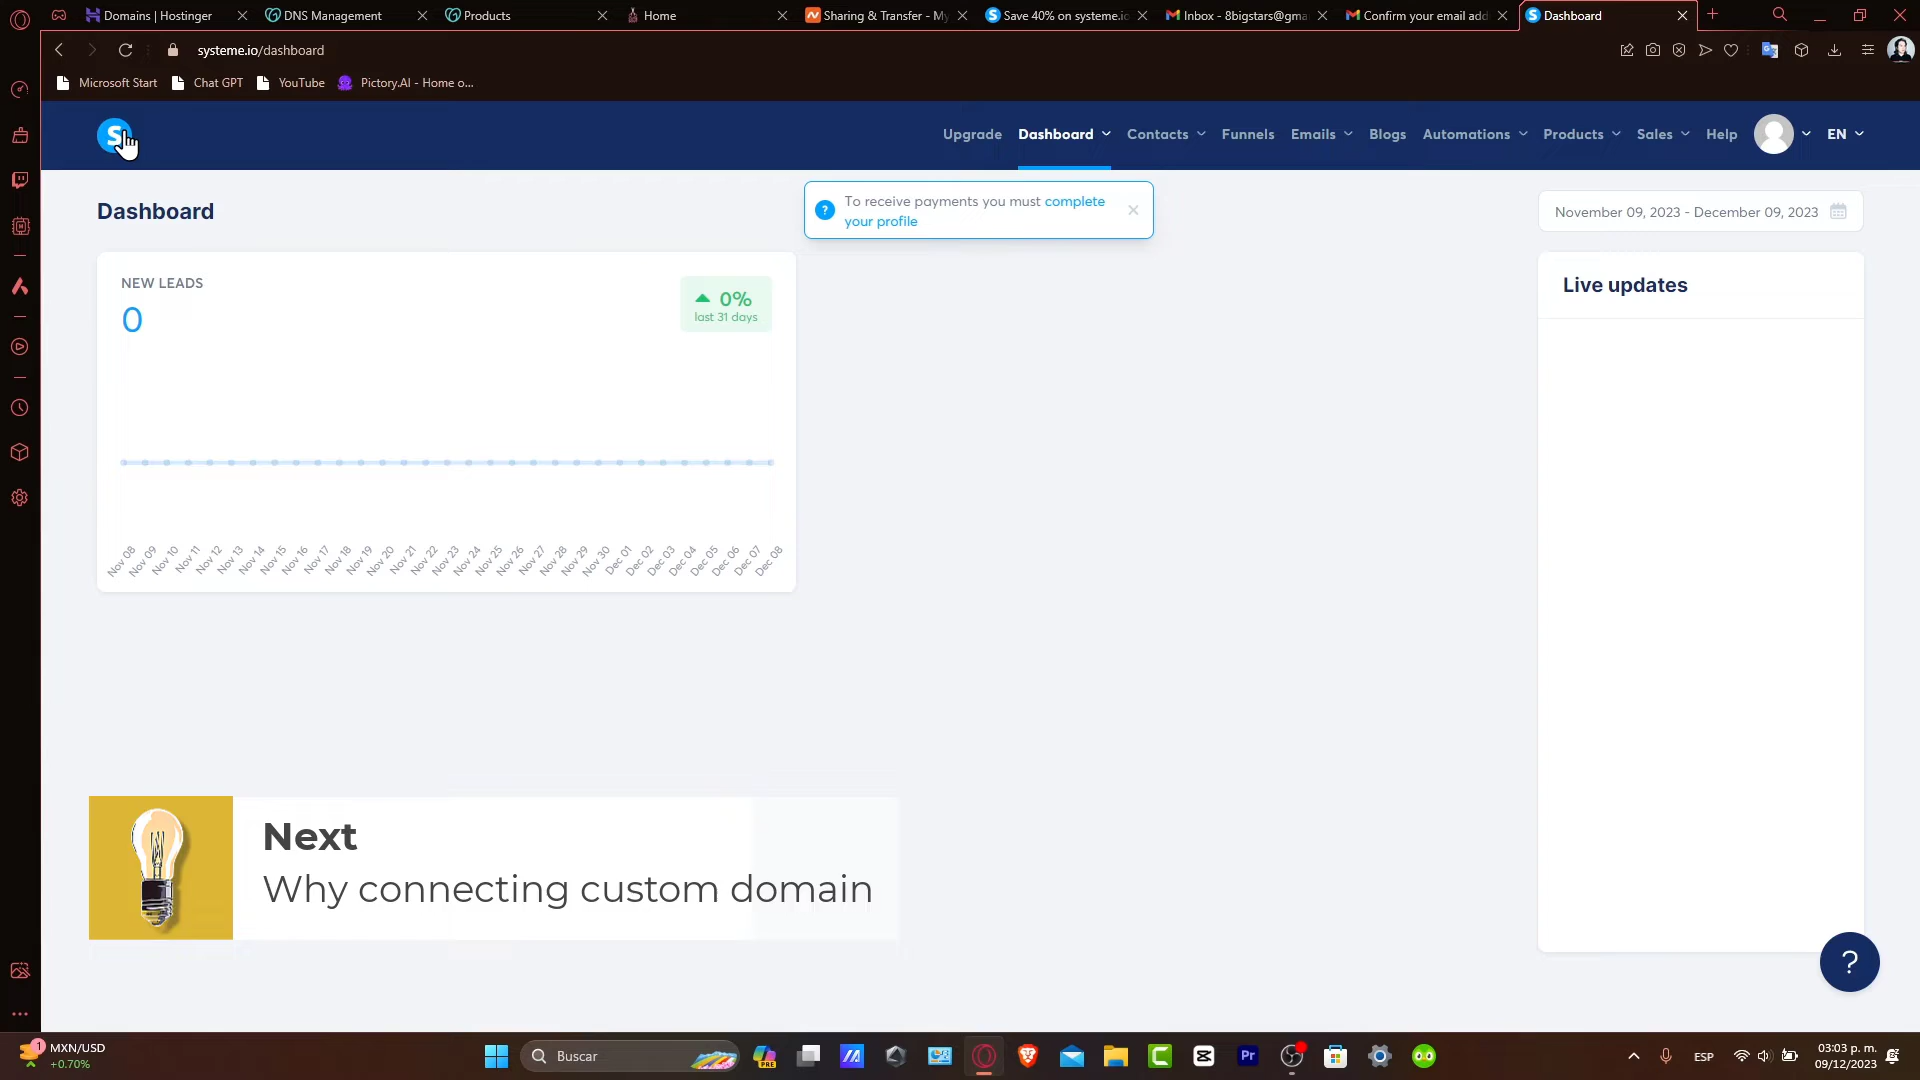 Domains | Hostinger
DNS Management
Products
Home
Sharing & Transfer - My
Save 40% on systeme.io
Inbox - 8bigstars@gma
Confirm your email add
Dashboard
systeme.io/dashboard
Microsoft Start
Chat GPT
YouTube
Pictory.AI - Home o...
S
Upgrade
Dashboard
Contacts
Funnels
Emails
Blogs
Automations
Products
Sales
Help
EN
Dashboard
? To receive payments you must complete
your profile
November 09, 2023 - December 09, 2023
NEW LEADS
0
0%
last 31 days
Live updates
Nov 08
Nov 09
Nov 10
Nov 11
Nov 12
Nov 13
Nov 14
Nov 15
Nov 16
Nov 17
Nov 18
Nov 19
Nov 20
Nov 21
Nov 22
Nov 23
Nov 24
Nov 25
Nov 26
Nov 27
Nov 28
Nov 29
Nov 30
Dec 01
Dec 02
Dec 03
Dec 04
Dec 05
Dec 06
Dec 07
Dec 08
Next
Why connecting custom domain
?
1
MXN/USD
+0.70%
Buscar
PRE
Pr
ESP
03:03 p. m.
09/12/2023